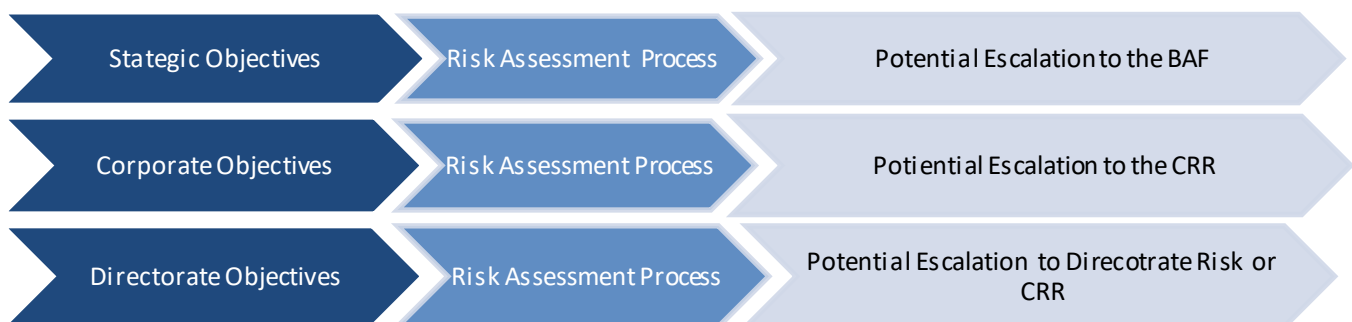 Stategic Objectives
Risk Assessment Process
Potential Escalation to the BAF
Corporate Objectives
Risk Assessment Process
Potiential Escalation to the CRR
Directorate Objectives
Risk Assessment Process
Potential Escalation to Direcotrate Risk or
CRR